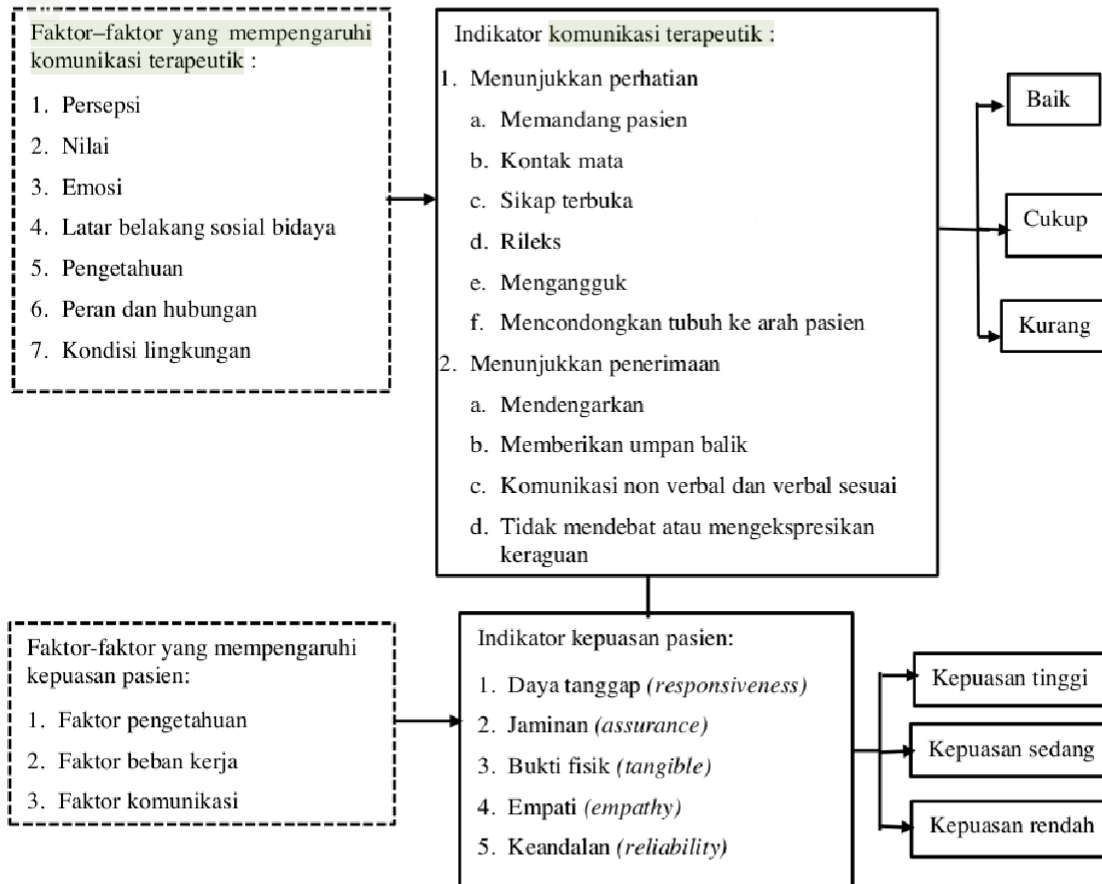 Faktor–faktor yang mempengaruhi
komunikasi terapeutik :
1. Persepsi
2. Nilai
3. Emosi
4. Latar belakang sosial bidaya
5. Pengetahuan
6. Peran dan hubungan
7. Kondisi lingkungan
Indikator komunikasi terapeutik :
1. Menunjukkan perhatian
a. Memandang pasien
b. Kontak mata
c. Sikap terbuka
d. Rileks
e. Mengangguk
f. Mencondongkan tubuh ke arah pasien
2. Menunjukkan penerimaan
a. Mendengarkan
b. Memberikan umpan balik
c. Komunikasi non verbal dan verbal sesuai
d. Tidak mendebat atau mengekspresikan
keraguan
Baik
Cukup
Kurang
Faktor-faktor yang mempengaruhi
kepuasan pasien:
1. Faktor pengetahuan
2. Faktor beban kerja
3. Faktor komunikasi
Indikator kepuasan pasien:
1. Daya tanggap (responsiveness)
2. Jaminan (assurance)
3. Bukti fisik (tangible)
4. Empati (empathy)
5. Keandalan (reliability)
Kepuasan tinggi
Kepuasan sedang
Kepuasan rendah